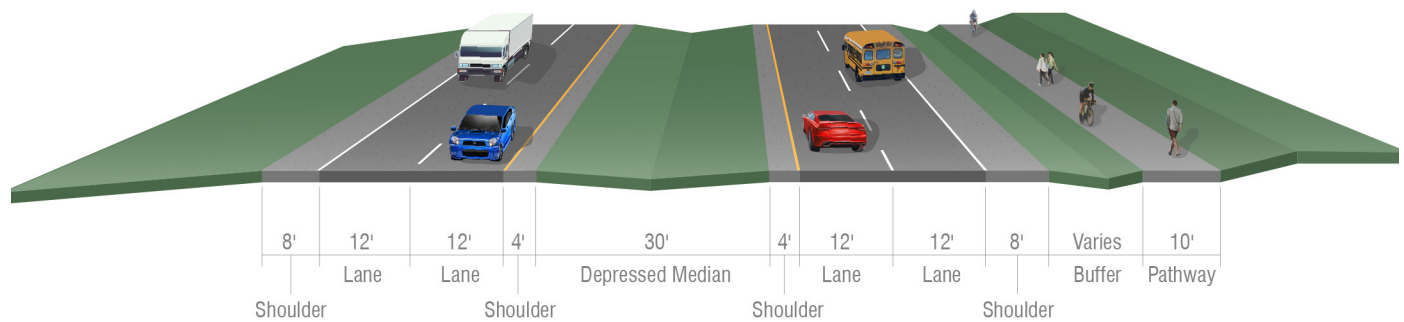 8' 12' 12' 4' 30' 4' 12' 12' 8' Varies 10'
Lane Lane Depressed Median Lane Lane Buffer Pathway
Shoulder Shoulder Shoulder Shoulder